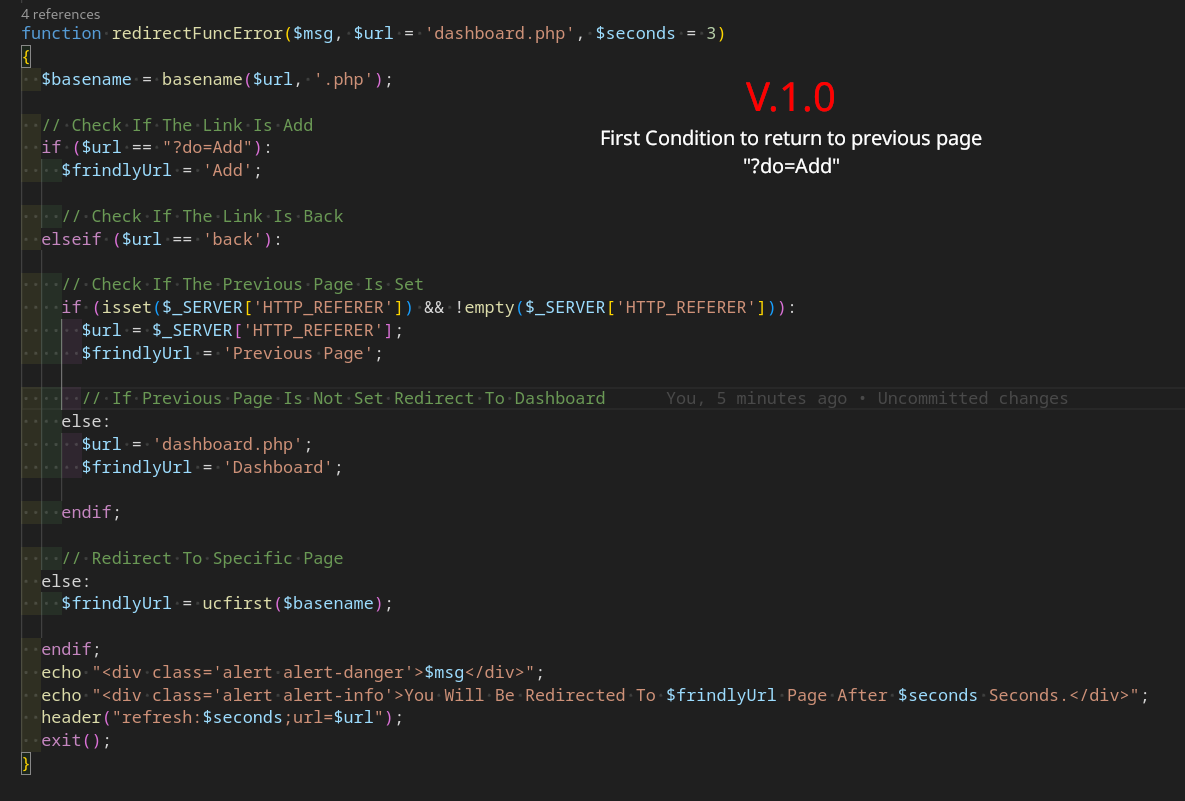 4 references
function redirectFuncError($msg, $url = 'dashboard.php', $seconds = 3)
{
  $basename = basename($url, '.php');
V.1.0
First Condition to return to previous page
"?do=Add"
  // Check If The Link Is Add
  if ($url == "?do=Add"):
    $frindlyUrl = 'Add';
    // Check If The Link Is Back
  elseif ($url == 'back'):
    // Check If The Previous Page Is Set
    if (isset($_SERVER['HTTP_REFERER']) && !empty($_SERVER['HTTP_REFERER'])):
      $url = $_SERVER['HTTP_REFERER'];
      $frindlyUrl = 'Previous Page';
      // If Previous Page Is Not Set Redirect To Dashboard You, 5 minutes ago • Uncommitted changes
    else:
      $url = 'dashboard.php';
      $frindlyUrl = 'Dashboard';
    endif;
    // Redirect To Specific Page
  else:
    $frindlyUrl = ucfirst($basename);
  endif;
  echo "<div class='alert alert-danger'>$msg</div>";
  echo "<div class='alert alert-info'>You Will Be Redirected To $frindlyUrl Page After $seconds Seconds.</div>";
  header("refresh:$seconds;url=$url");
  exit();
}